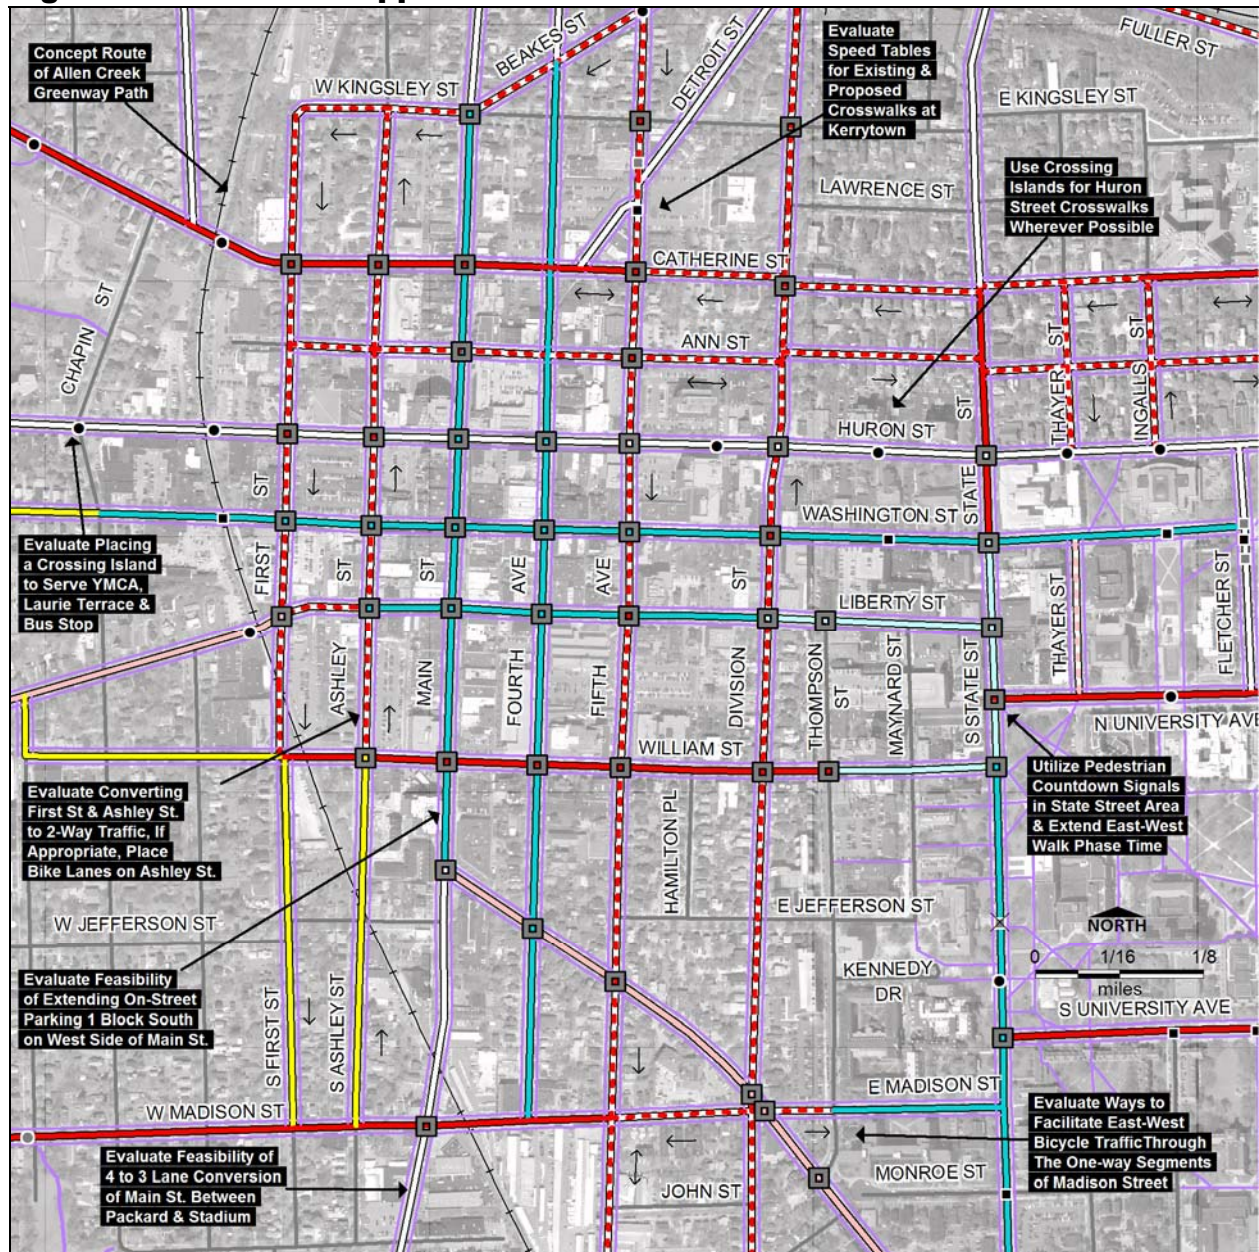 Concept Route
of Allen Creek
Greenway Path
W KINGSLEY ST
BEAKES ST
DETROIT ST
Evaluate
Speed Tables
for Existing &
Proposed
Crosswalks at
Kerrytown
FULLER ST
E KINGSLEY ST
Use Crossing
Islands for Huron
Street Crosswalks
Wherever Possible
LAWRENCE ST
CATHERINE ST
CHAPIN ST
ANN ST
THAYER ST
INGALLS ST
HURON ST
STATE ST
WASHINGTON ST
Evaluate Placing
a Crossing Island
to Serve YMCA,
Laurie Terrace &
Bus Stop
FIRST ST
ASHLEY ST
MAIN ST
FOURTH AVE
FIFTH AVE
DIVISION ST
LIBERTY ST
THOMPSON ST
MAYNARD ST
S STATE ST
THAYER ST
FLETCHER ST
N UNIVERSITY AVE
WILLIAM ST
Evaluate Converting
First St & Ashley St.
to 2-Way Traffic, If
Appropriate, Place
Bike Lanes on Ashley St.
Utilize Pedestrian
Countdown Signals
in State Street Area
& Extend East-West
Walk Phase Time
HAMILTON PL
W JEFFERSON ST
E JEFFERSON ST
NORTH
0 1/16 1/8
miles
KENNEDY
DR
S UNIVERSITY AVE
Evaluate Feasibility
of Extending On-Street
Parking 1 Block South
on West Side of Main St.
S FIRST ST
S ASHLEY ST
W MADISON ST
E MADISON ST
Evaluate Ways to
Facilitate East-West
Bicycle TrafficThrough
The One-way Segments
of Madison Street
Evaluate Feasibility of
4 to 3 Lane Conversion
of Main St. Between
Packard & Stadium
MONROE ST
JOHN ST